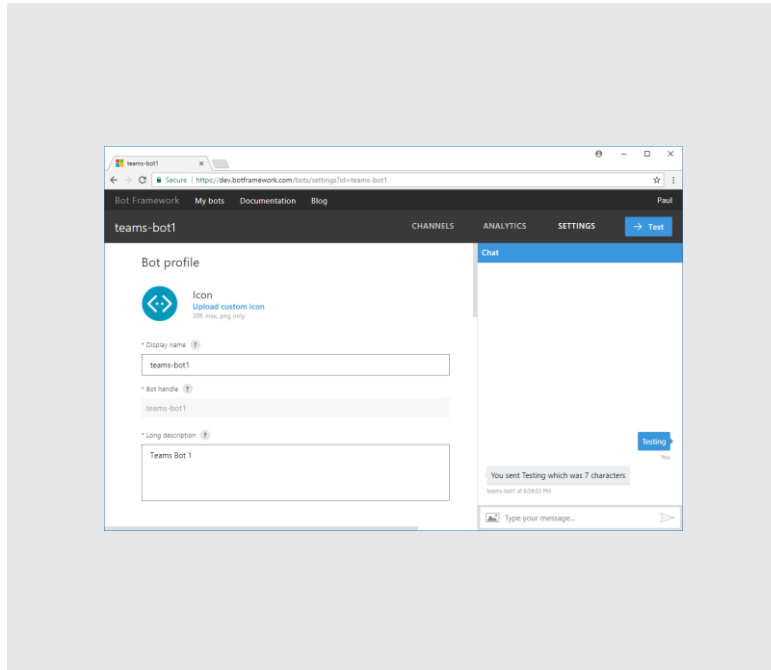 teams-bot1
Secure | https://dev.botframework.com/bots/settings?id=teams-bot1
Bot Framework My bots Documentation Blog Paul
teams-bot1 CHANNELS ANALYTICS SETTINGS → Test
Bot profile
Icon
Upload custom icon
30K max, png only
* Display name ?
teams-bot1
* Bot handle ?
teams-bot1
* Long description ?
Teams Bot 1
Chat
Testing
You
You sent Testing which was 7 characters
teams-bot1 at 6:09:03 PM
Type your message...